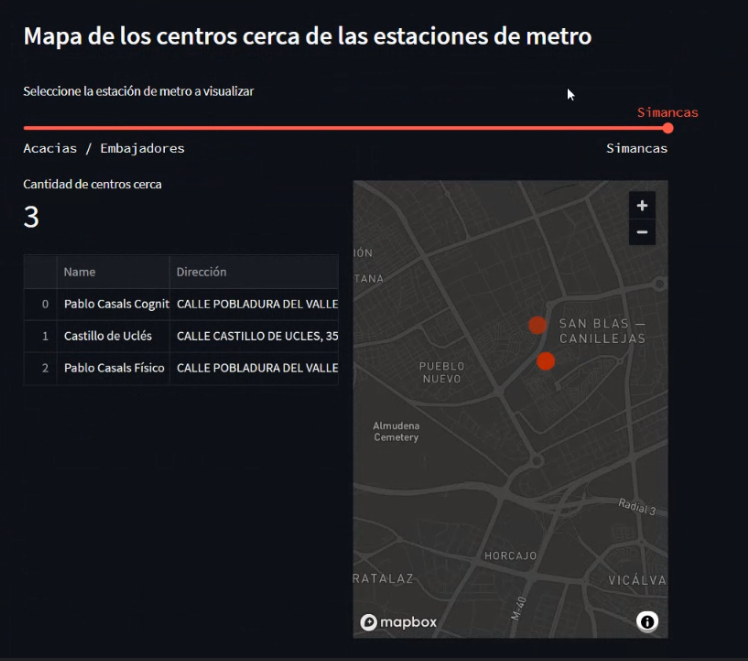 Mapa de los centros cerca de las estaciones de metro
Seleccione la estación de metro a visualizar
Simancas
Acacias / Embajadores
Simancas
Cantidad de centros cerca
3
Name Dirección
0 Pablo Casals Cognit CALLE POBLADURA DEL VALLE
1 Castillo de Uclés CALLE CASTILLO DE UCLES, 35
2 Pablo Casals Físico CALLE POBLADURA DEL VALLE
+
−
IÓN
TANA
SAN BLAS —
CANILLEJAS
PUEBLO
NUEVO
Almudena
Cemetery
Radial 3
HORCAJO
RATALAZ
VICÁLVA
M-40
mapbox